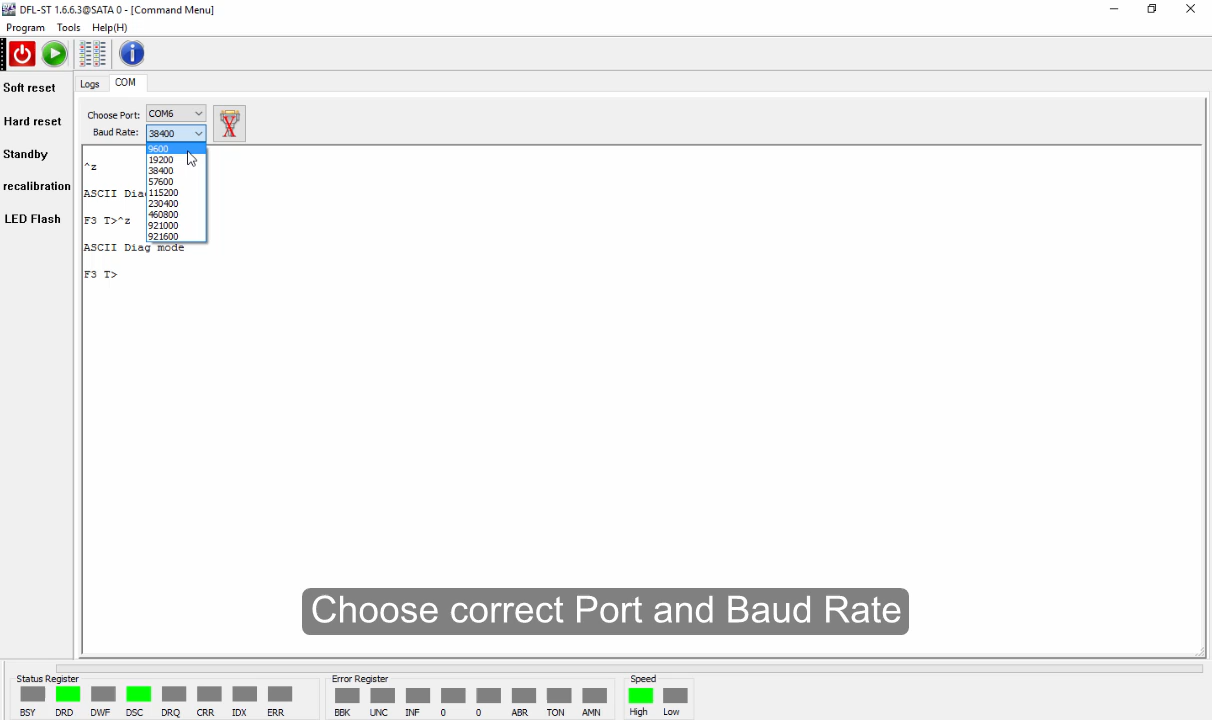 DFL-ST 1.6.6.3@SATA 0 - [Command Menu]
Program Tools Help(H)
Soft reset
Hard reset
Standby
recalibration
LED Flash
Logs COM
Choose Port: COM6
Baud Rate: 38400
9600
19200
38400
57600
115200
230400
460800
921000
921600
^z
ASCII Dia
F3 T>^z
ASCII Diag mode
F3 T>
Choose correct Port and Baud Rate
Status Register
BSY DRD DWF DSC DRQ CRR IDX ERR
Error Register
BBK UNC INF 0 0 ABR TON AMN
Speed
High Low